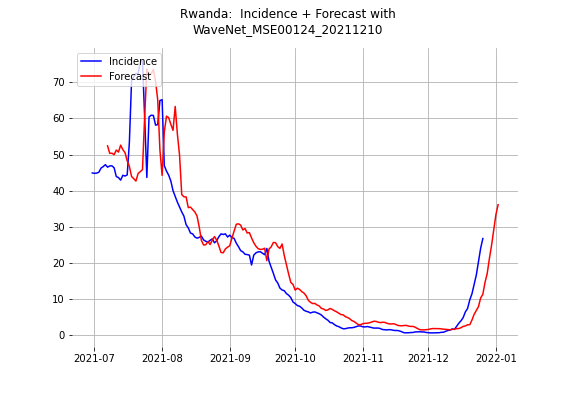 Rwanda:  Incidence + Forecast with
WaveNet_MSE00124_20211210
Incidence
Forecast
70
60
50
40
30
20
10
0
2021-07 2021-08 2021-09 2021-10 2021-11 2021-12 2022-01